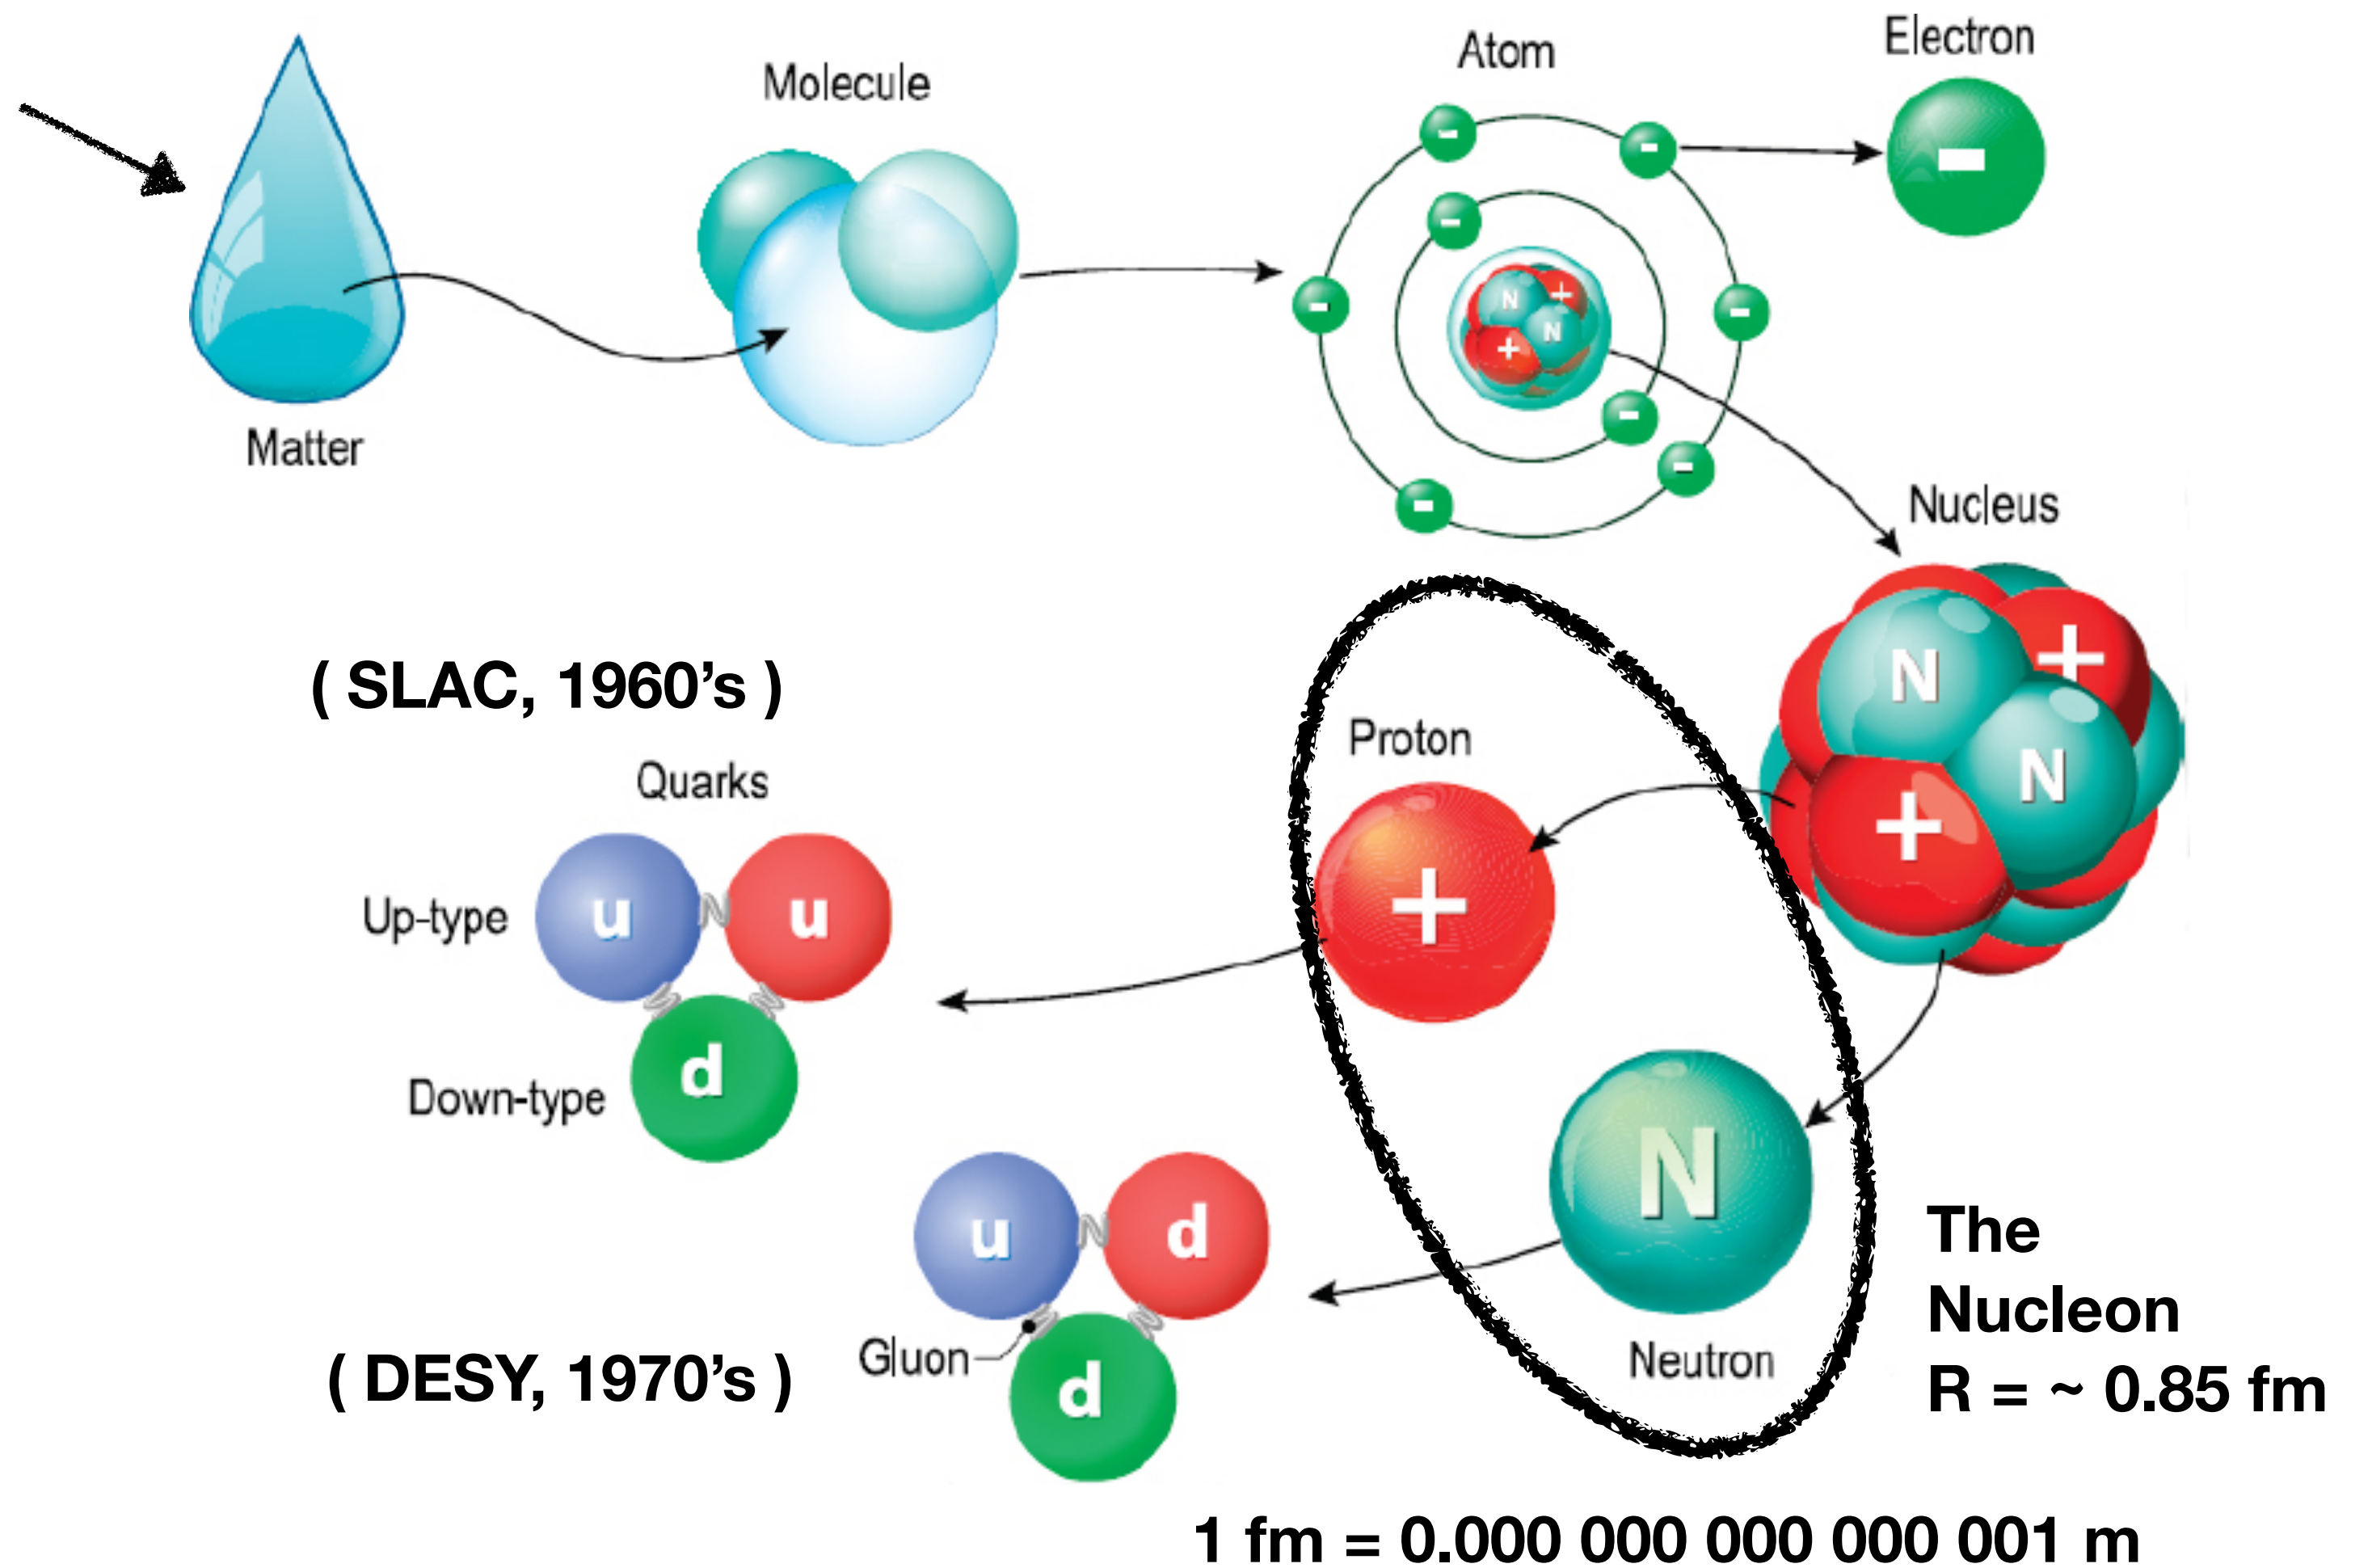 Matter
Molecule
Atom
-
-
-
-
-
-
-
-
N
+
N
+
Electron
-
Nucleus
N
+
N
+
( SLAC, 1960’s )
Proton
+
Quarks
Up-type
u
u
Down-type
d
N
Neutron
u
d
Gluon
d
( DESY, 1970’s )
The
Nucleon
R = ~ 0.85 fm
1 fm = 0.000 000 000 000 001 m